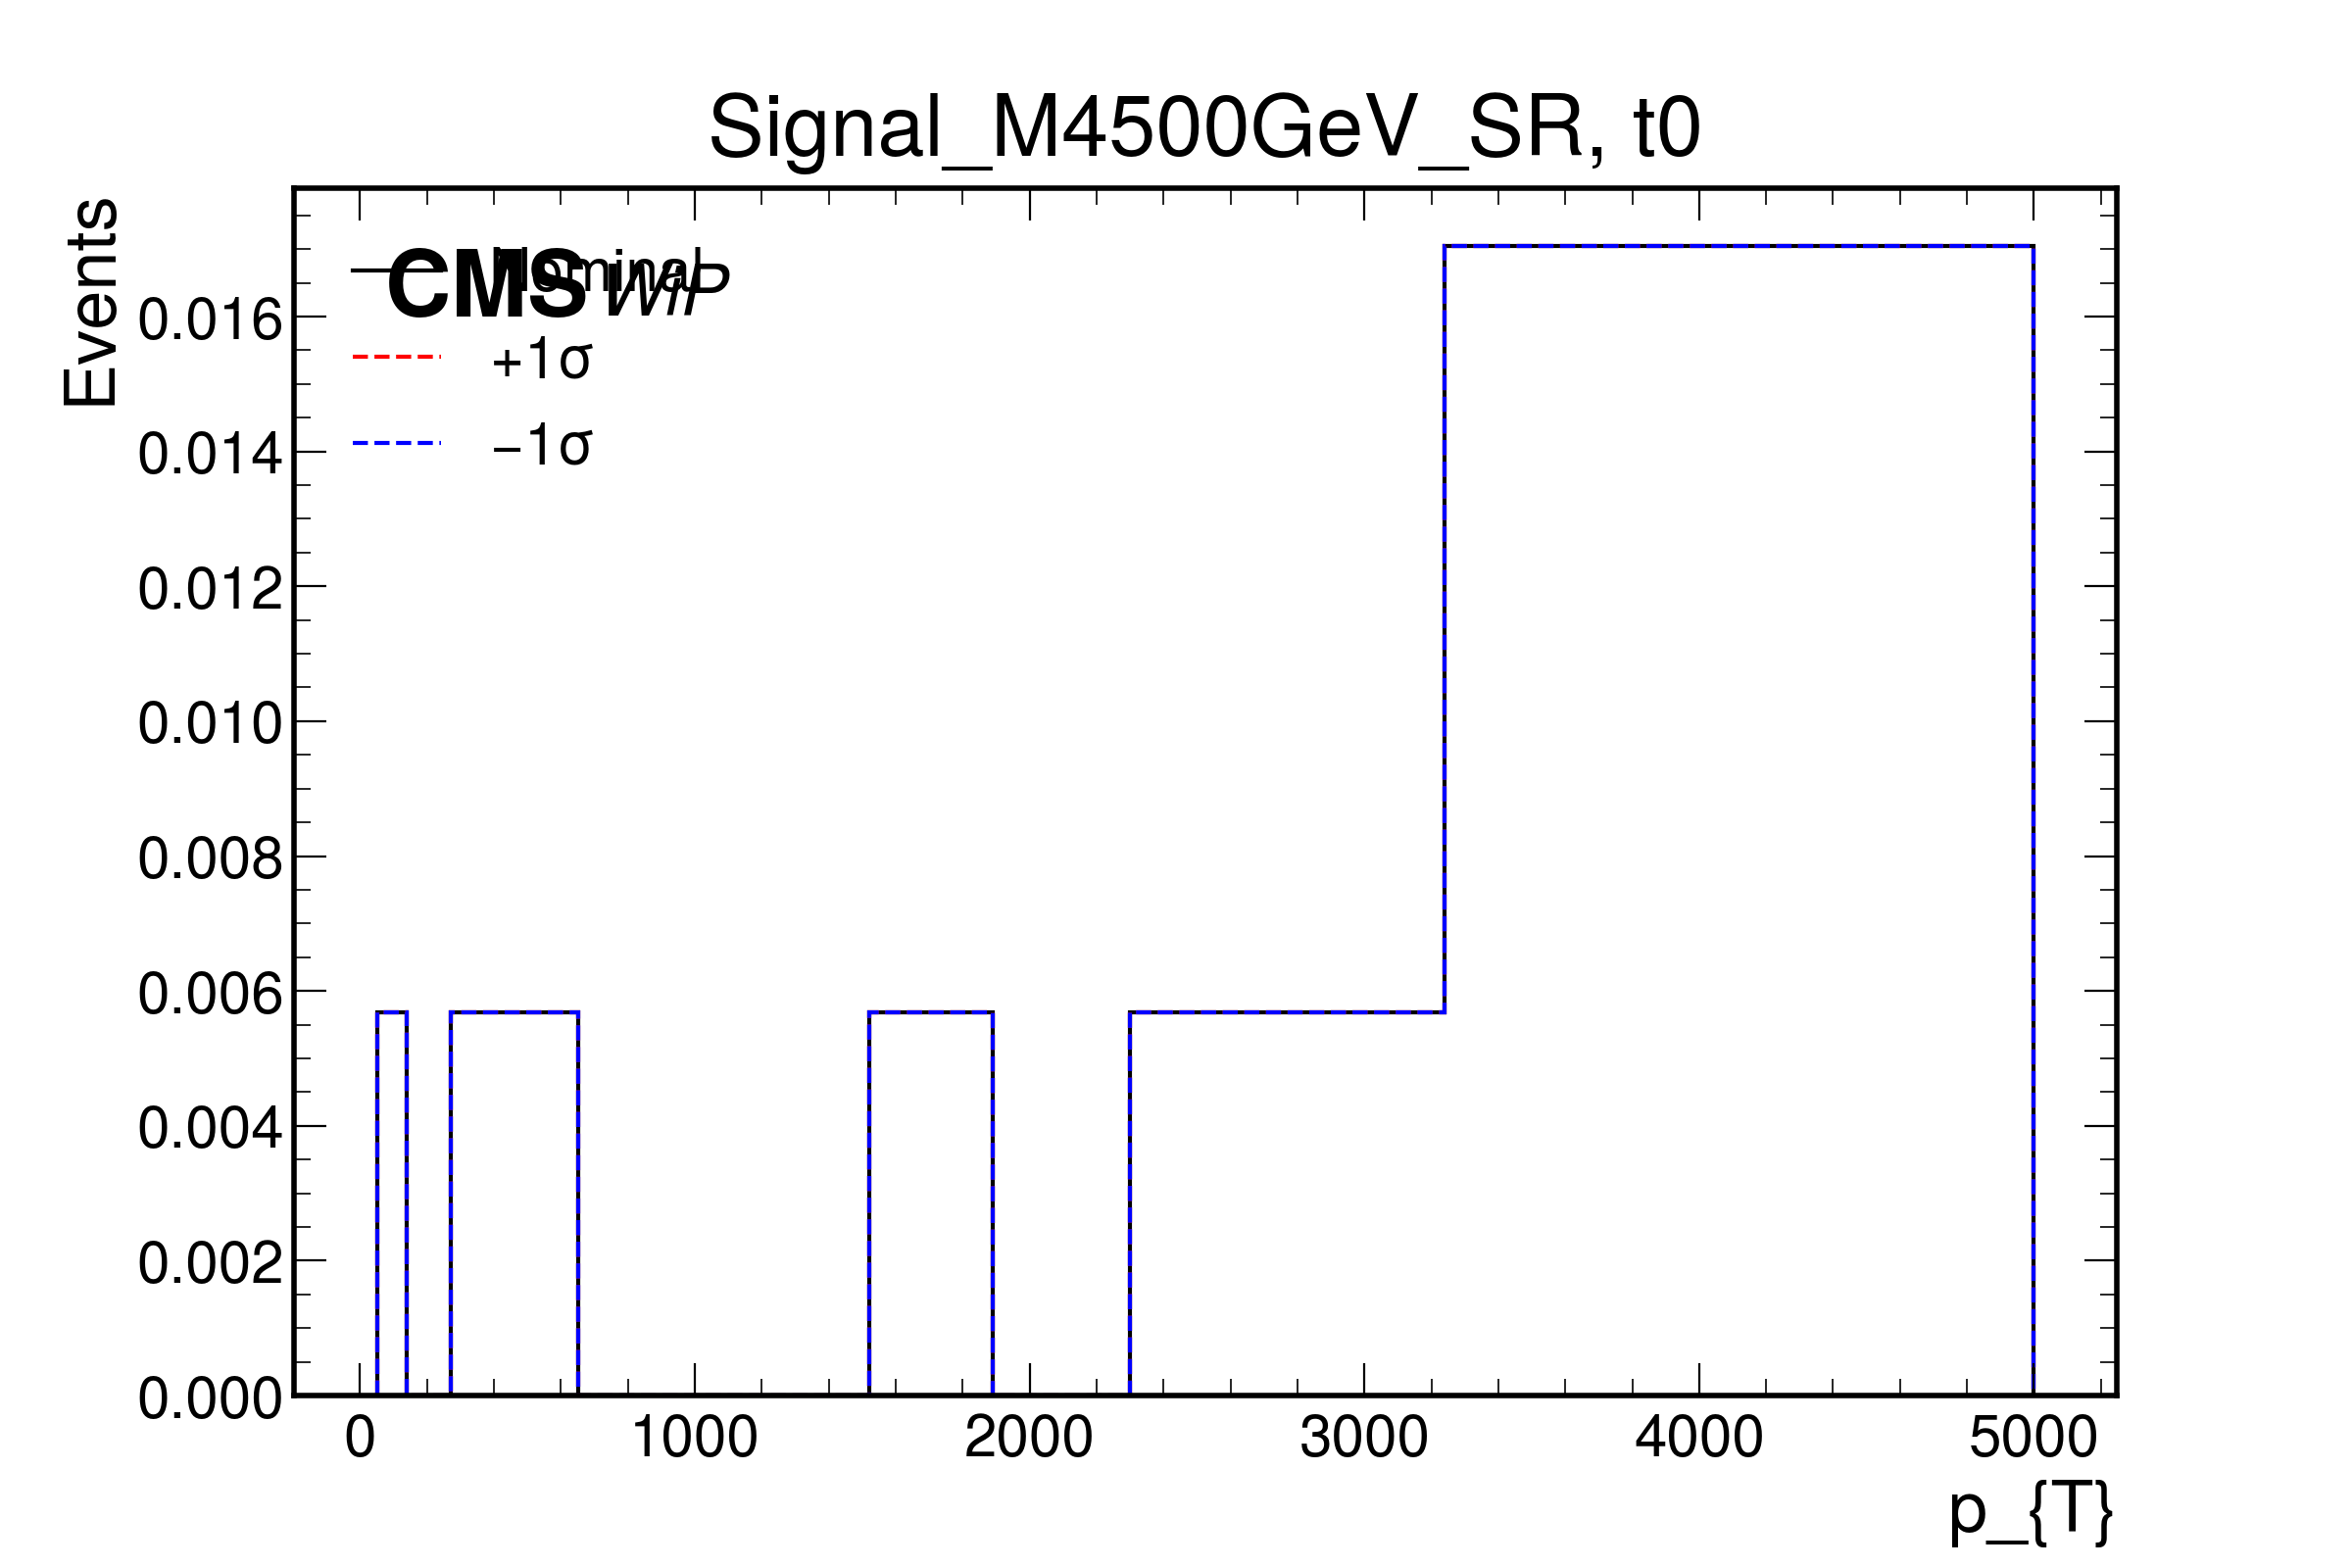 Signal_M4500GeV_SR, t0
Events
CMS WiP
Nominal
+1σ
−1σ
0.016
0.014
0.012
0.010
0.008
0.006
0.004
0.002
0.000
0 1000 2000 3000 4000 5000
p_{T}